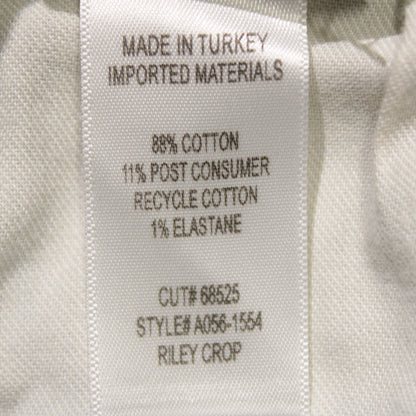 MADE IN TURKEY
IMPORTED MATERIALS
88% COTTON
11% POST CONSUMER
RECYCLE COTTON
1% ELASTANE
CUT# 68525
STYLE# A056-1554
RILEY CROP